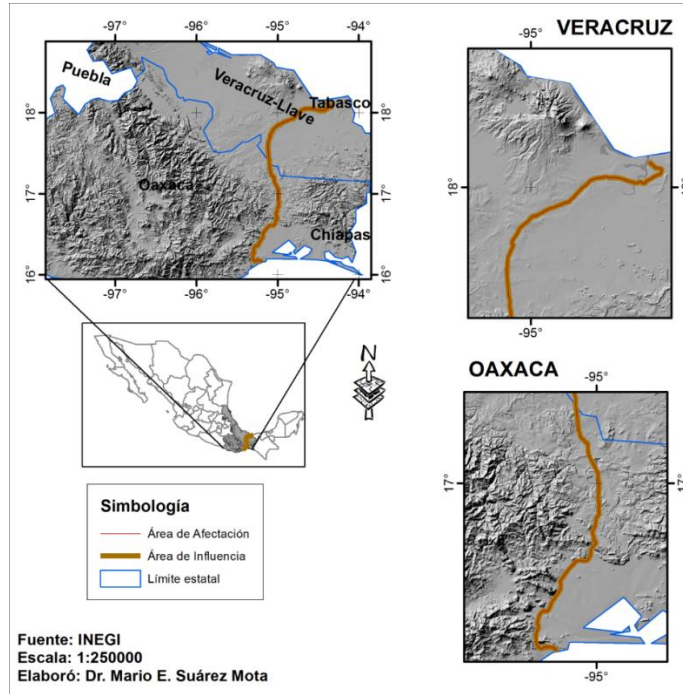 -97
-96
-95
-94
Puebla
Veracruz-Llave
Tabasco
Oaxaca
Chiapas
18°
17°
16°
18°
17°
16°
-97
-96
-95
-94
VERACRUZ
-95
18°
18°
-95
N
OAXACA
-95
17°
17°
-95
Simbología
Área de Afectación
Área de Influencia
Límite estatal
Fuente: INEGI
Escala: 1:250000
Elaboró: Dr. Mario E. Suárez Mota